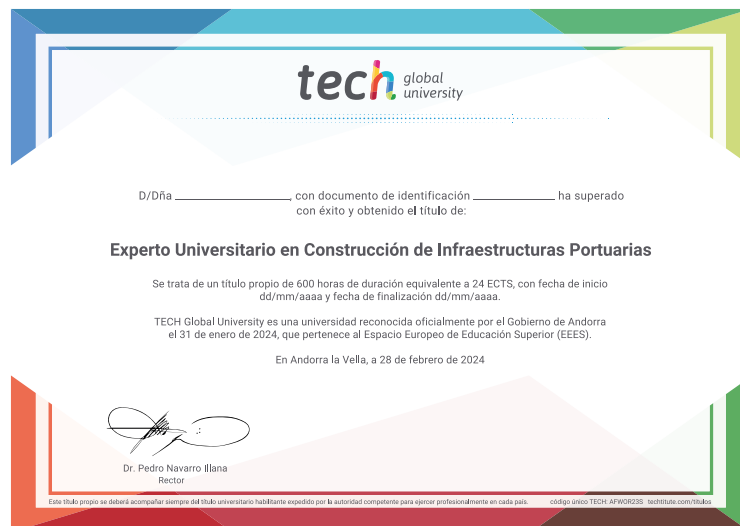 tech global
university
D/Dña ________________, con documento de identificación ____________ ha superado
con éxito y obtenido el título de:
Experto Universitario en Construcción de Infraestructuras Portuarias
Se trata de un título propio de 600 horas de duración equivalente a 24 ECTS, con fecha de inicio
dd/mm/aaaa y fecha de finalización dd/mm/aaaa.
TECH Global University es una universidad reconocida oficialmente por el Gobierno de Andorra
el 31 de enero de 2024, que pertenece al Espacio Europeo de Educación Superior (EEES).
En Andorra la Vella, a 28 de febrero de 2024
Dr. Pedro Navarro Illana
Rector
Este título propio se deberá acompañar siempre del título universitario habilitante expedido por la autoridad competente para ejercer profesionalmente en cada país. código único TECH: AFWOR23S techtitute.com/titulos